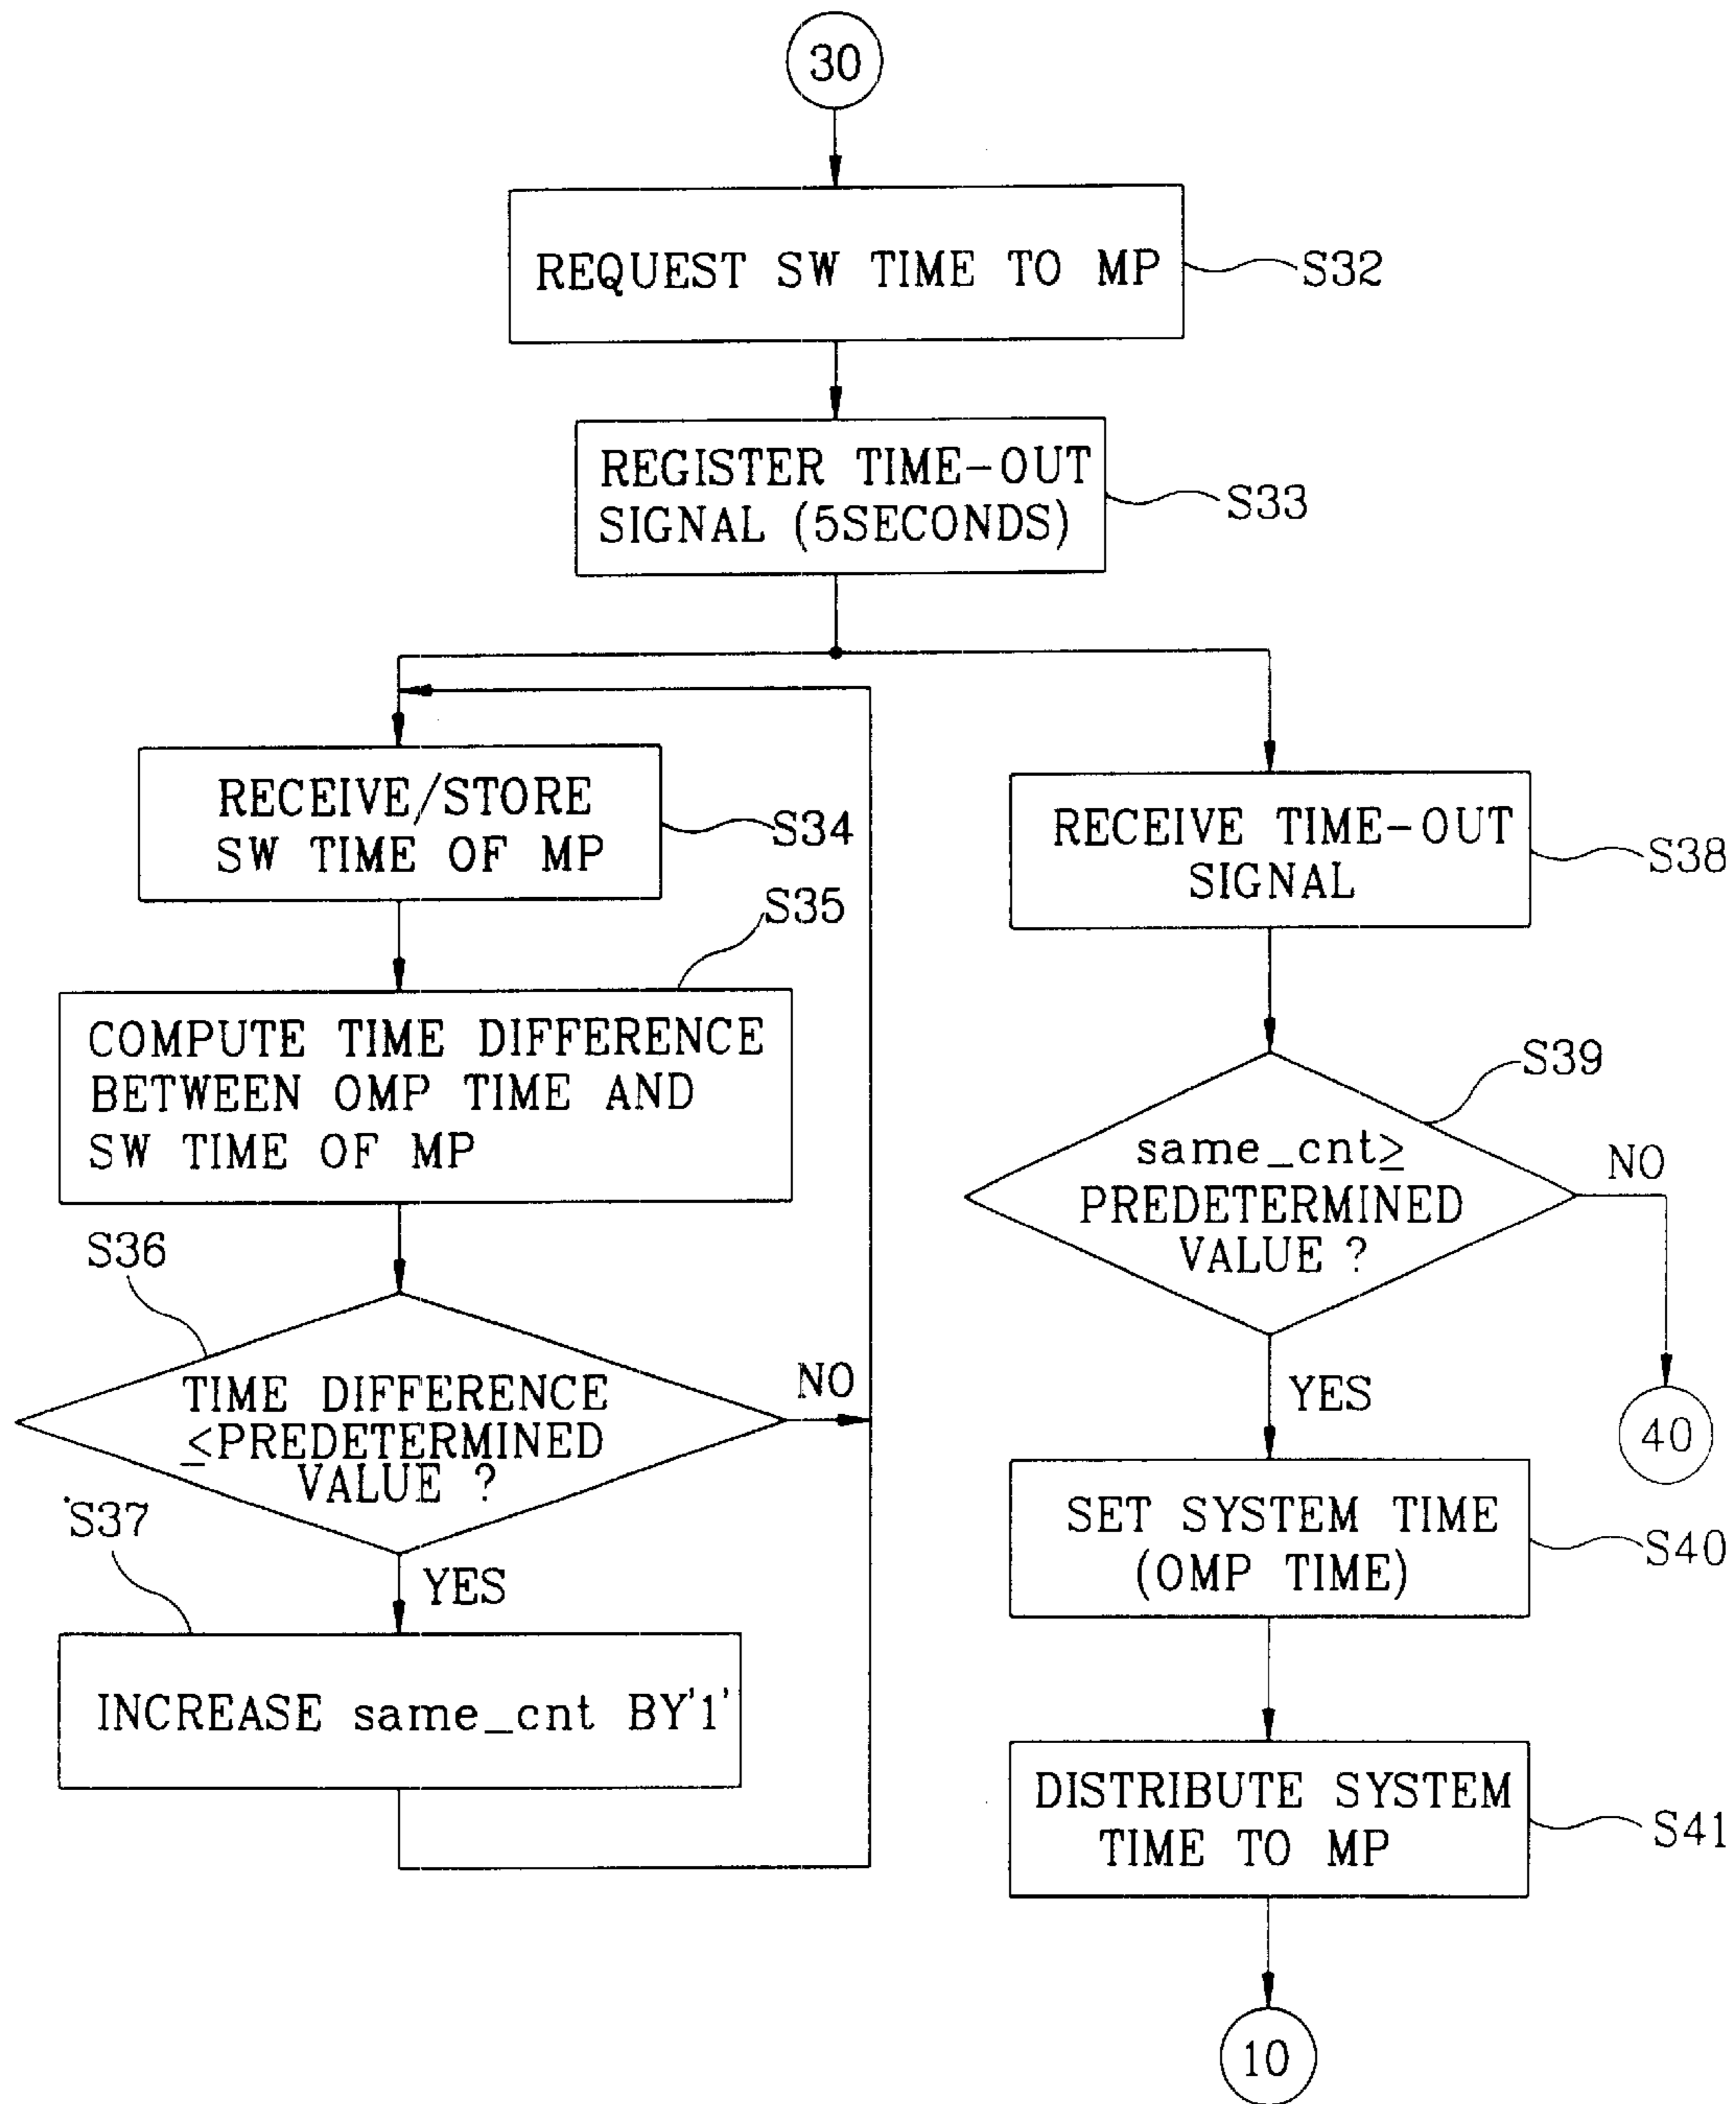 30
REQUEST SW TIME TO MP
S32
REGISTER TIME-OUT
SIGNAL (5SECONDS)
S33
RECEIVE/STORE
SW TIME OF MP
S34
COMPUTE TIME DIFFERENCE
BETWEEN OMP TIME AND
SW TIME OF MP
S35
TIME DIFFERENCE
≤PREDETERMINED
VALUE ?
S36
NO
YES
INCREASE same_cnt BY'1'
S37
RECEIVE TIME-OUT
SIGNAL
S38
same_cnt≥
PREDETERMINED
VALUE ?
S39
NO
40
YES
SET SYSTEM TIME
(OMP TIME)
S40
DISTRIBUTE SYSTEM
TIME TO MP
S41
10